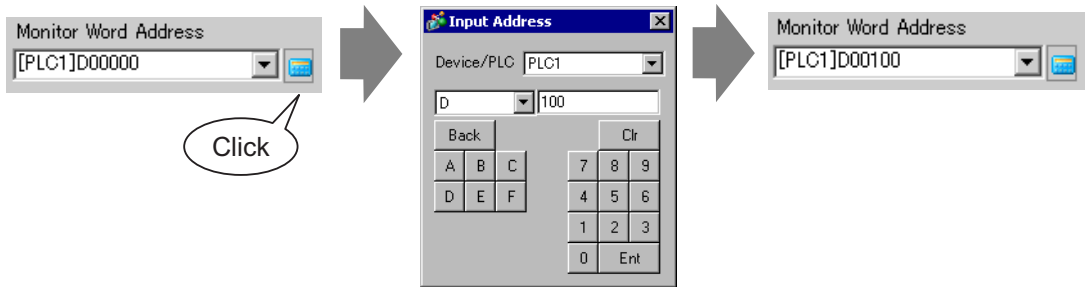 Monitor Word Address
[PLC1]D00000
Click
Input Address
Device/PLC PLC1
D 100
Back Clr
A B C 7 8 9
D E F 4 5 6
1 2 3
0 Ent
Monitor Word Address
[PLC1]D00100